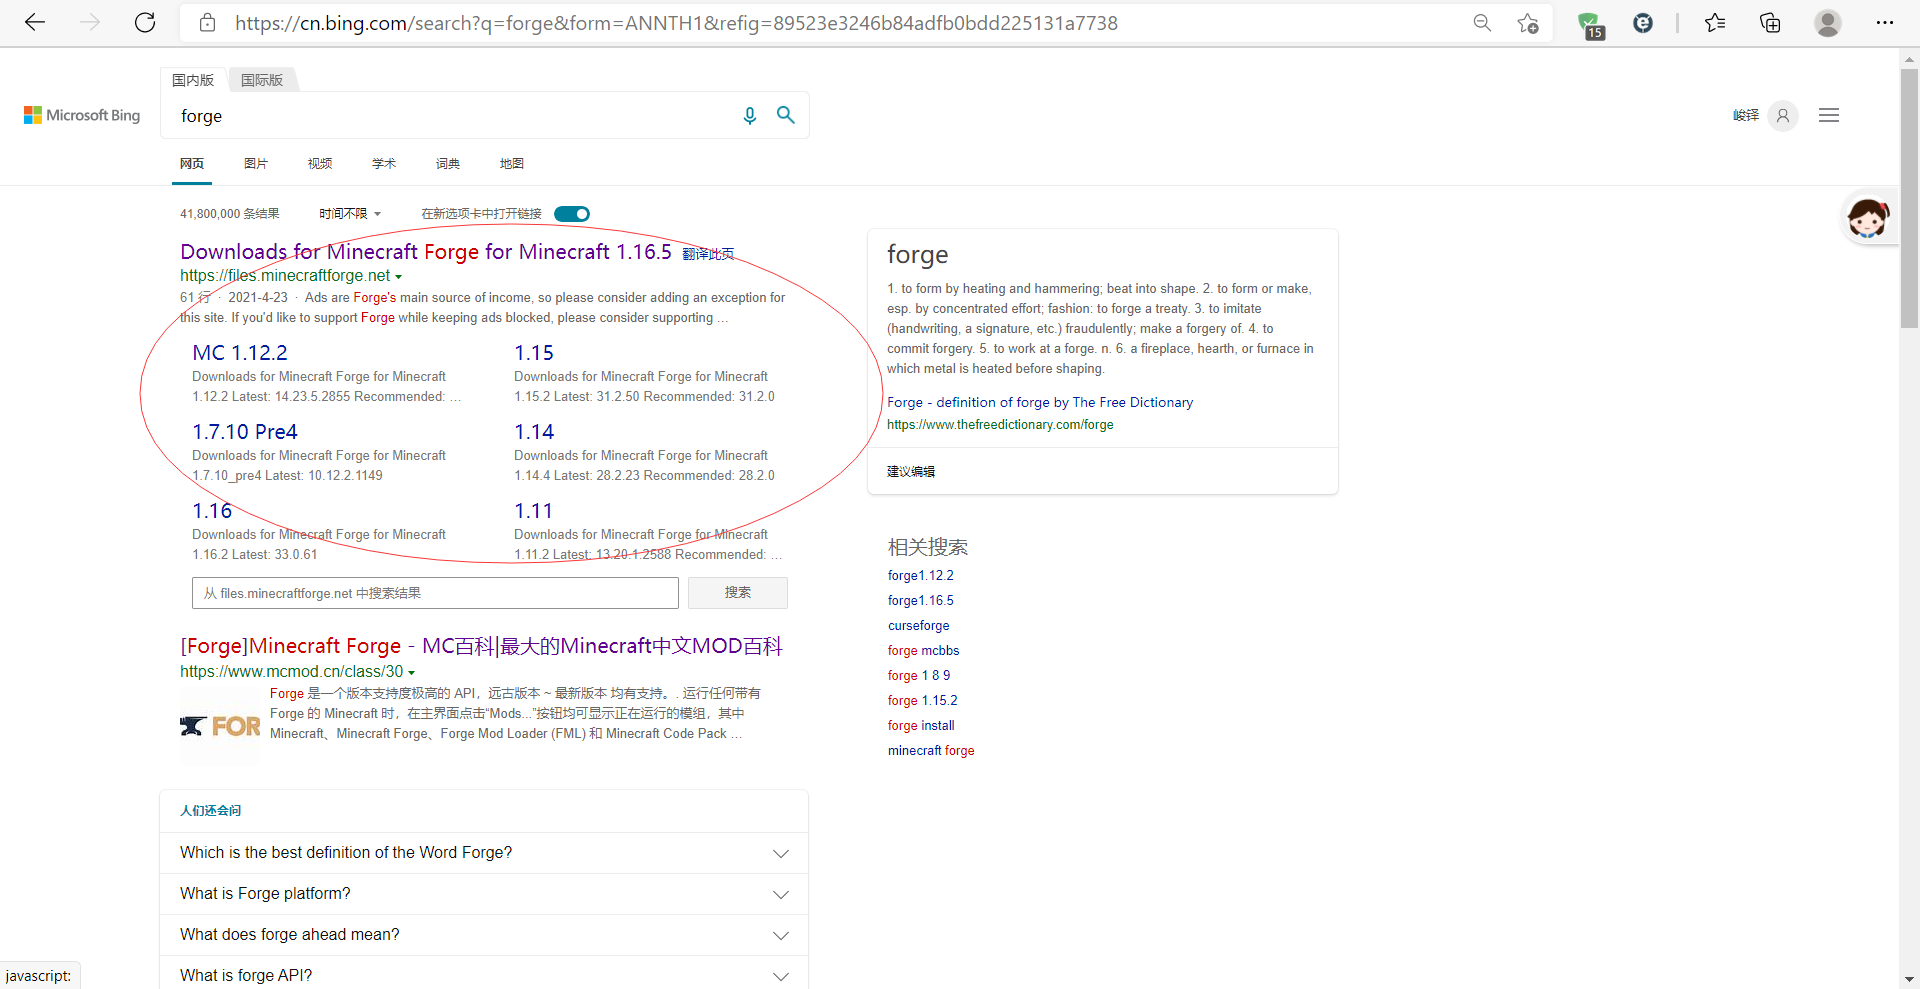 https://cn.bing.com/search?q=forge&form=ANNTH1&refig=89523e3246b84adfb0bdd225131a7738
15
国内版
国际版
Microsoft Bing
forge
峻铎
网页
图片
视频
学术
词典
地图
41,800,000 条结果
时间不限
在新选项卡中打开链接
Downloads for Minecraft Forge for Minecraft 1.16.5 翻译此页
https://files.minecraftforge.net
61 行 · 2021-4-23 · Ads are Forge's main source of income, so please consider adding an exception for
this site. If you'd like to support Forge while keeping ads blocked, please consider supporting ...
MC 1.12.2
Downloads for Minecraft Forge for Minecraft
1.12.2 Latest: 14.23.5.2855 Recommended: ...
1.15
Downloads for Minecraft Forge for Minecraft
1.15.2 Latest: 31.2.50 Recommended: 31.2.0
1.7.10 Pre4
Downloads for Minecraft Forge for Minecraft
1.7.10_pre4 Latest: 10.12.2.1149
1.14
Downloads for Minecraft Forge for Minecraft
1.14.4 Latest: 28.2.23 Recommended: 28.2.0
1.16
Downloads for Minecraft Forge for Minecraft
1.16.2 Latest: 33.0.61
1.11
Downloads for Minecraft Forge for Minecraft
1.11.2 Latest: 13.20.1.2588 Recommended: ...
从 files.minecraftforge.net 中搜索结果
搜索
[Forge]Minecraft Forge - MC百科|最大的Minecraft中文MOD百科
https://www.mcmod.cn/class/30
FOR
Forge 是一个版本支持度极高的 API，远古版本 ~ 最新版本 均有支持。. 运行任何带有
Forge 的 Minecraft 时，在主界面点击“Mods...”按钮均可显示正在运行的模组，其中
Minecraft、Minecraft Forge、Forge Mod Loader (FML) 和 Minecraft Code Pack ...
人们还会问
Which is the best definition of the Word Forge?
What is Forge platform?
What does forge ahead mean?
What is forge API?
forge
1. to form by heating and hammering; beat into shape. 2. to form or make,
esp. by concentrated effort; fashion: to forge a treaty. 3. to imitate
(handwriting, a signature, etc.) fraudulently; make a forgery of. 4. to
commit forgery. 5. to work at a forge. n. 6. a fireplace, hearth, or furnace in
which metal is heated before shaping.
Forge - definition of forge by The Free Dictionary
https://www.thefreedictionary.com/forge
建议编辑
相关搜索
forge1.12.2
forge1.16.5
curseforge
forge mcbbs
forge 1 8 9
forge 1.15.2
forge install
minecraft forge
javascript: